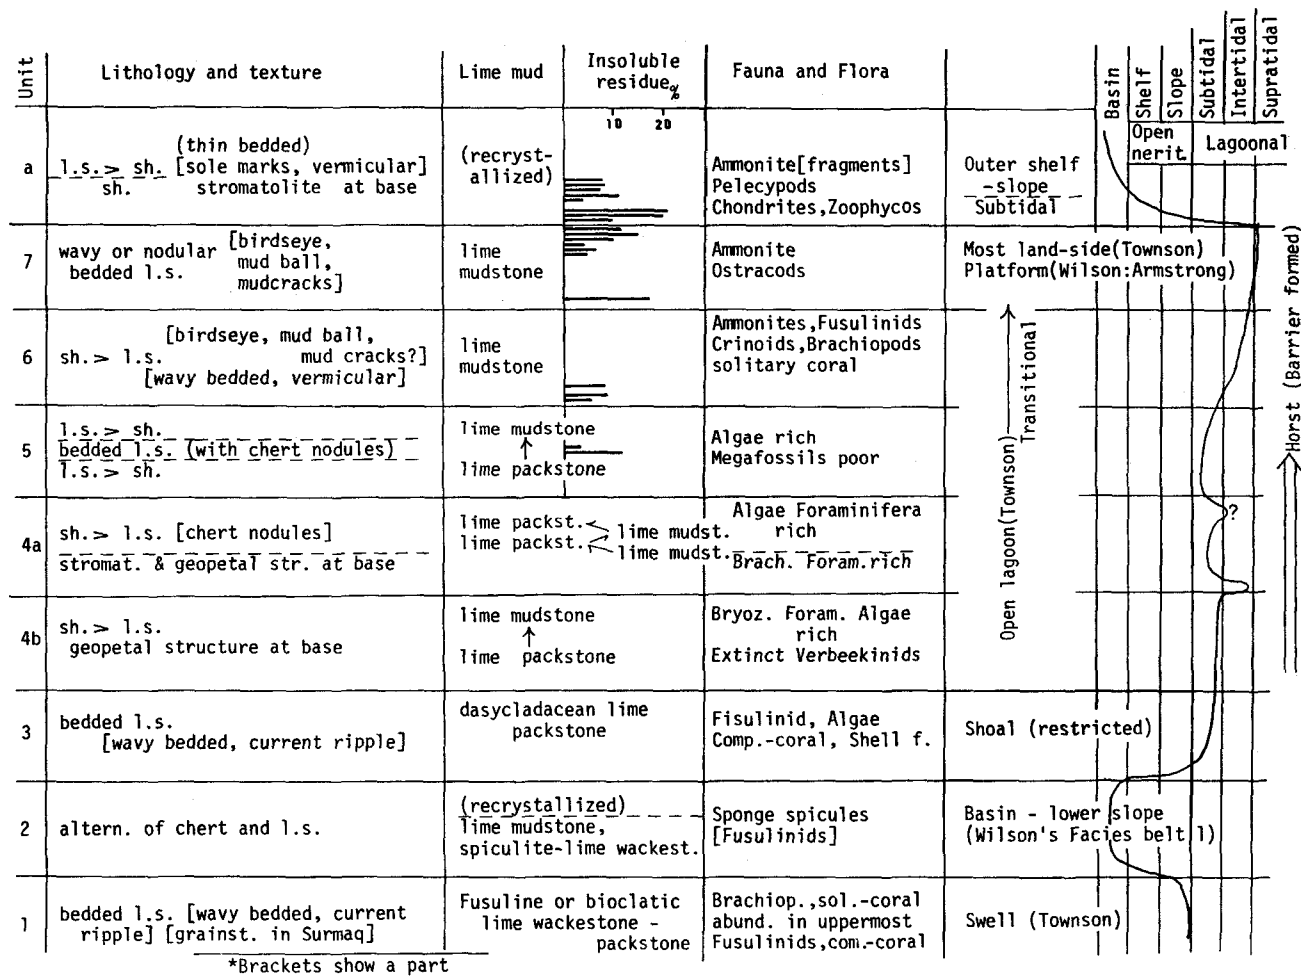 Unit
Lithology and texture
Lime mud
Insoluble
residue%
Fauna and Flora
Basin
Shelf
Slope
Subtidal
Intertidal
Supratidal
10 20
Open
nerit.
Lagoonal
a
(thin bedded)
l.s.> sh. [sole marks, vermicular]
sh. stromatolite at base
(recryst-
allized)
Ammonite[fragments]
Pelecypods
Chondrites,Zoophycos
Outer shelf
-slope
Subtidal
7
wavy or nodular [birdseye,
bedded l.s. mud ball,
mudcracks]
lime
mudstone
Ammonite
Ostracods
Most land-side(Townson)
Platform(Wilson:Armstrong)
6
[birdseye, mud ball,
sh.> l.s. mud cracks?]
[wavy bedded, vermicular]
lime
mudstone
Ammonites,Fusulinids
Crinoids,Brachiopods
solitary coral
5
l.s.> sh.
bedded l.s. (with chert nodules)
l.s.> sh.
lime mudstone
lime packstone
Algae rich
Megafossils poor
4a
sh.> l.s. [chert nodules]
stromat. & geopetal str. at base
lime packst.
lime mudst.
lime packst.
lime mudst.
Algae Foraminifera
rich
Brach. Foram.rich
?
4b
sh.> l.s.
geopetal structure at base
lime mudstone
lime packstone
Bryoz. Foram. Algae
rich
Extinct Verbeekinids
Open lagoon(Townson)
Transitional
Horst (Barrier formed)
3
bedded l.s.
[wavy bedded, current ripple]
dasycladacean lime
packstone
Fisulinid, Algae
Comp.-coral, Shell f.
Shoal (restricted)
2
altern. of chert and l.s.
(recrystallized)
lime mudstone,
spiculite-lime wackest.
Sponge spicules
[Fusulinids]
Basin - lower slope
(Wilson's Facies belt 1)
1
bedded l.s. [wavy bedded, current
ripple] [grainst. in Surmaq]
Fusuline or bioclatic
lime wackestone -
packstone
Brachiop.,sol.-coral
abund. in uppermost
Fusulinids,com.-coral
Swell (Townson)
*Brackets show a part